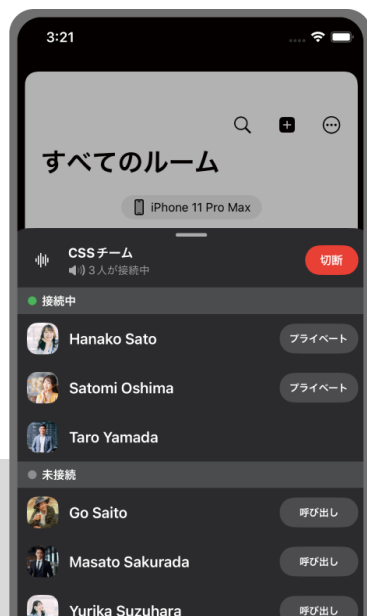 3:21
すべてのルーム
iPhone 11 Pro Max
CSSチーム
3人が接続中
切断
接続中
Hanako Sato
プライベート
Satomi Oshima
プライベート
Taro Yamada
未接続
Go Saito
呼び出し
Masato Sakurada
呼び出し
Yurika Suzuhara
呼び出し